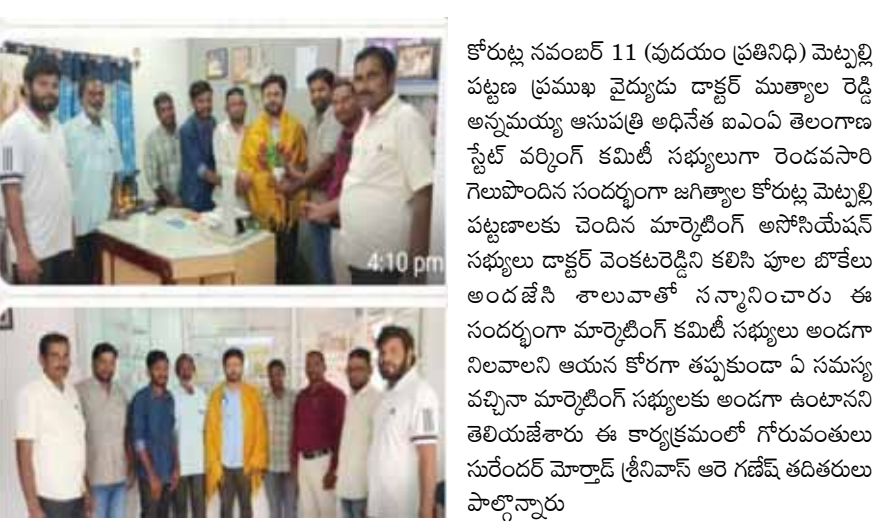 4:10 pm
కోరుట్ల నవంబర్ 11 (వుదయం ప్రతినిధి) మెట్పల్లి
పట్టణ ప్రముఖ వైద్యుడు డాక్టర్ ముత్యాల రెడ్డి
అన్నమయ్య ఆసుపత్రి అధినేత ఐఎంఏ తెలంగాణ
స్టేట్ వర్కింగ్ కమిటీ సభ్యులుగా రెండవసారి
గెలుపొందిన సందర్భంగా జగిత్యాల కోరుట్ల మెట్పల్లి
పట్టణాలకు చెందిన మార్కెటింగ్ అసోసియేషన్
సభ్యులు డాక్టర్ వెంకటరెడ్డిని కలిసి పూల బొకేలు
అందజేసి శాలువాతో సన్మానించారు ఈ
సందర్భంగా మార్కెటింగ్ కమిటీ సభ్యులు అండగా
నిలవాలని ఆయన కోరగా తప్పకుండా ఏ సమస్య
వచ్చినా మార్కెటింగ్ సభ్యులకు అండగా ఉంటానని
తెలియజేశారు ఈ కార్యక్రమంలో గోరువంతులు
సురేందర్ మోర్తాడ్ శ్రీనివాస్ ఆరె గణేష్ తదితరులు
పాల్గొన్నారు